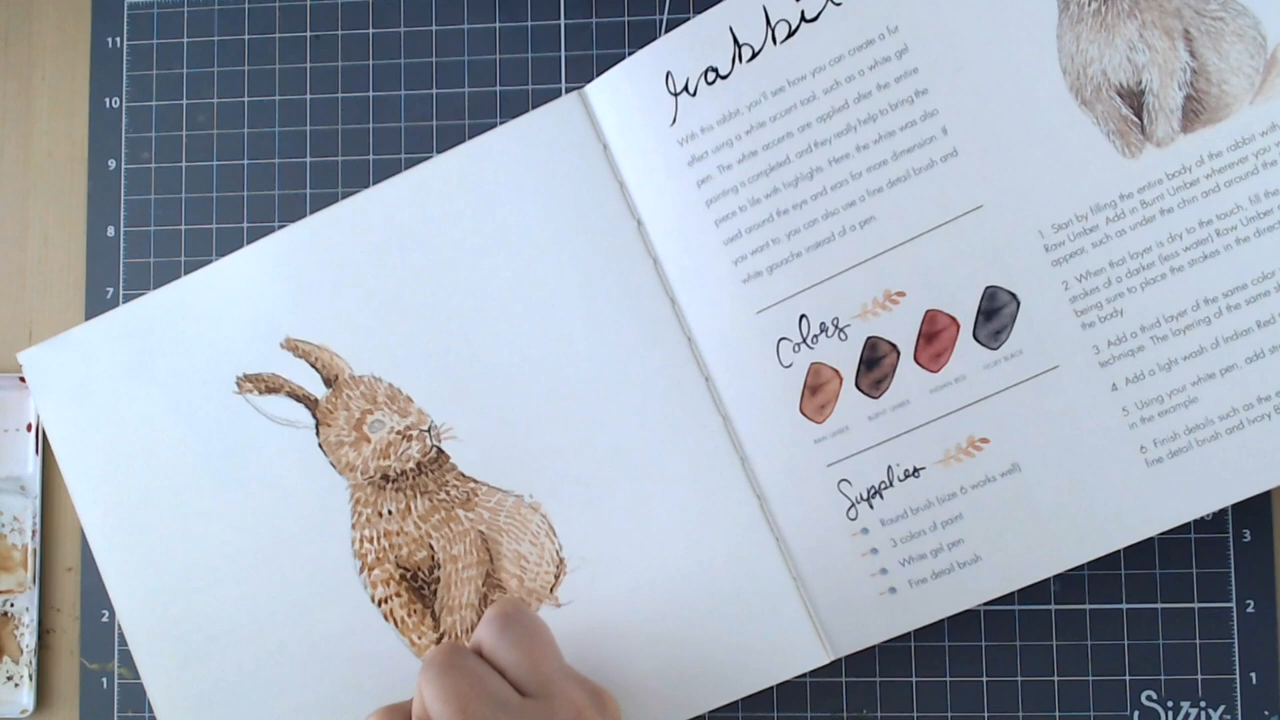 rabbit
With this rabbit, you'll see how you can create a fur
effect using a white accent tool, such as a white gel
pen. The white accents are applied after the entire
painting is completed, and they really help to bring the
piece to life with highlights. Here, the white was also
used around the eye and ears for more dimension. If
you want to, you can also use a fine detail brush and
white gouache instead of a pen.
Colors
RAW UMBER
BURNT UMBER
INDIAN RED
IVORY BLACK
Supplies
Round brush (size 6 works well)
3 colors of paint
White gel pen
Fine detail brush
1. Start by filling the entire body of the rabbit with
Raw Umber. Add in Burnt Umber wherever you
appear, such as under the chin and around the
2. When that layer is dry to the touch, fill the
strokes of a darker (less water) Raw Umber
being sure to place the strokes in the direc
the body.
3. Add a third layer of the same color
technique. The layering of the same
4. Add a light wash of Indian Red
5. Using your white pen, add
in the example.
6. Finish details such as the
fine detail brush and Ivory
11
10
9
8
7
2
1
3
2
1
Sizzix